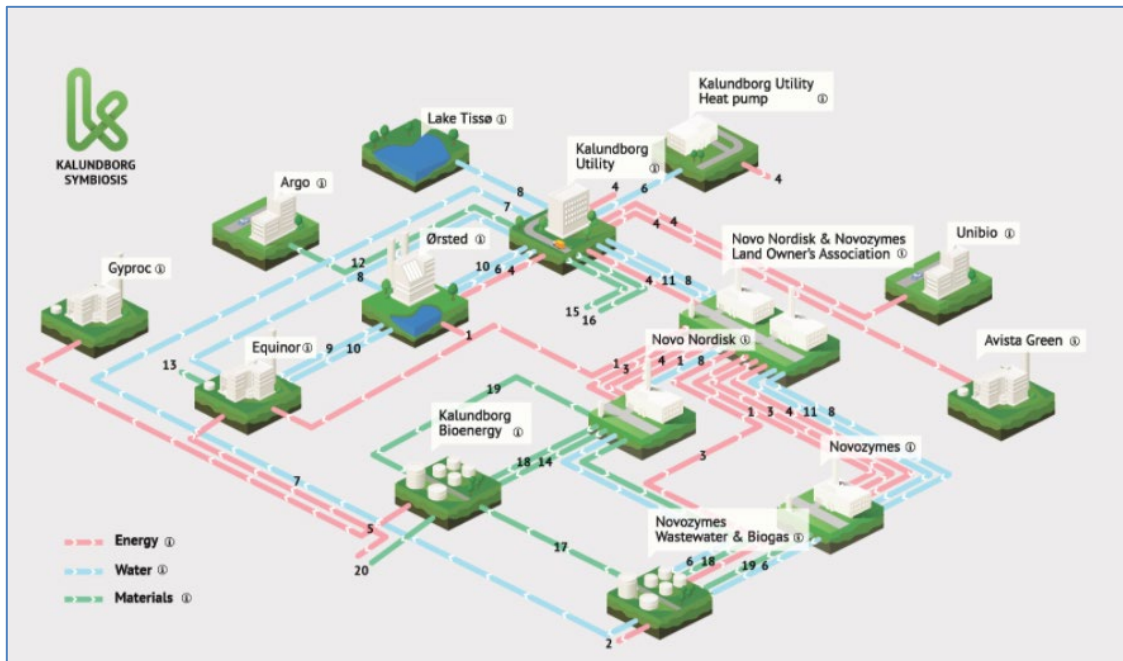 KALUNDBORG
SYMBIOSIS
Lake Tissø
Kalundborg Utility
Heat pump
Kalundborg
Utility
4
6
4
8
7
4
4
Argo
Ørsted
12
8
10
6
4
Novo Nordisk & Novozymes
Land Owner's Association
Unibio
Gyproc
4
11
8
15
16
Equinor
9
10
1
Novo Nordisk
Avista Green
13
1
3
4
1
8
19
Kalundborg
Bioenergy
1
3
4
11
8
18
14
3
Novozymes
7
5
Novozymes
Wastewater & Biogas
17
6
18
19
6
20
2
Energy
Water
Materials